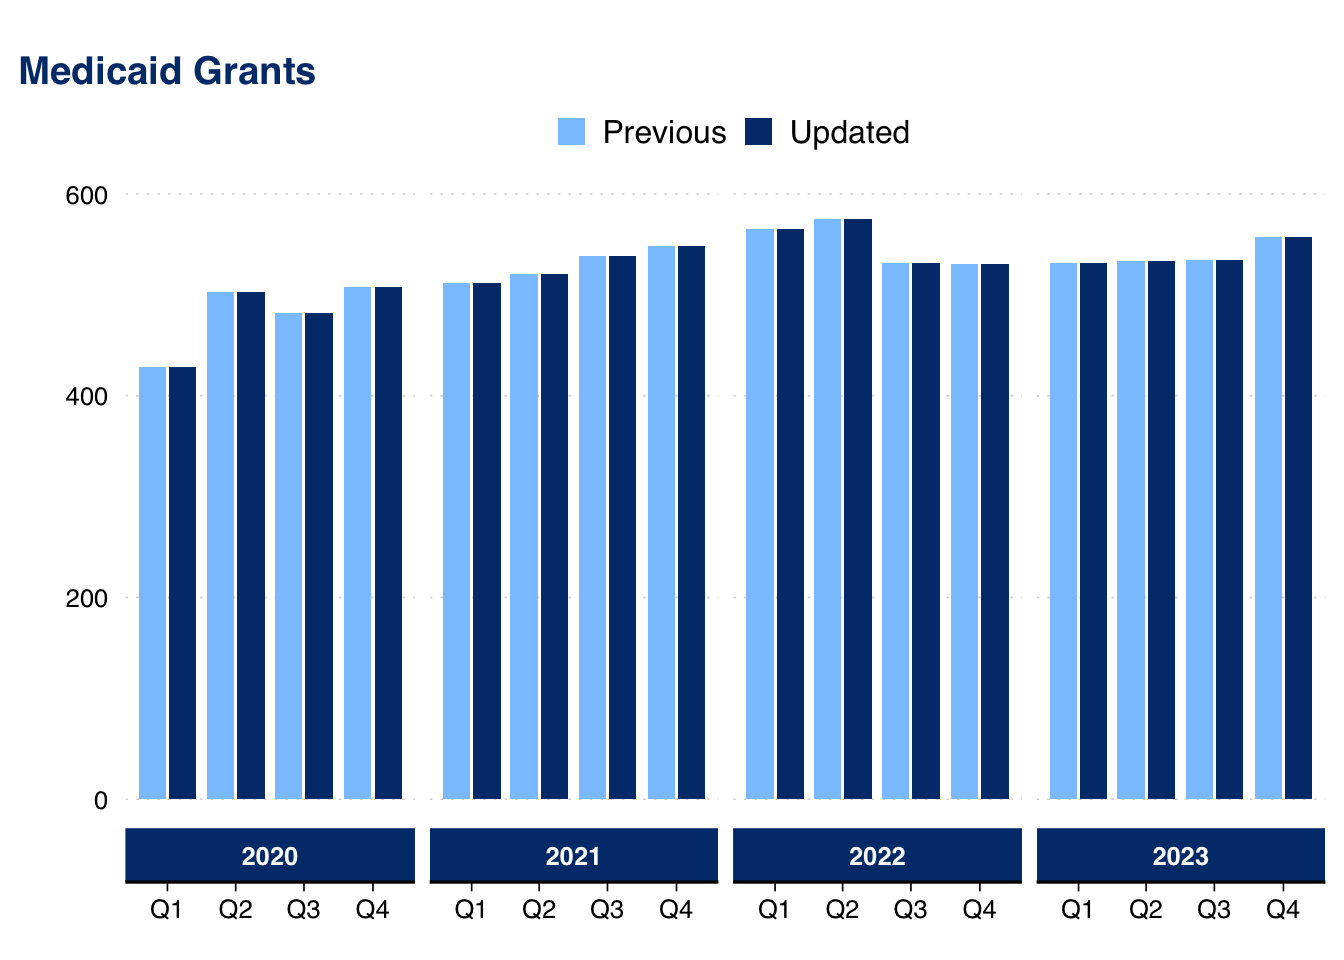 Medicaid Grants
Previous Updated
600
400
200
0
2020 2021 2022 2023
Q1 Q2 Q3 Q4 Q1 Q2 Q3 Q4 Q1 Q2 Q3 Q4 Q1 Q2 Q3 Q4